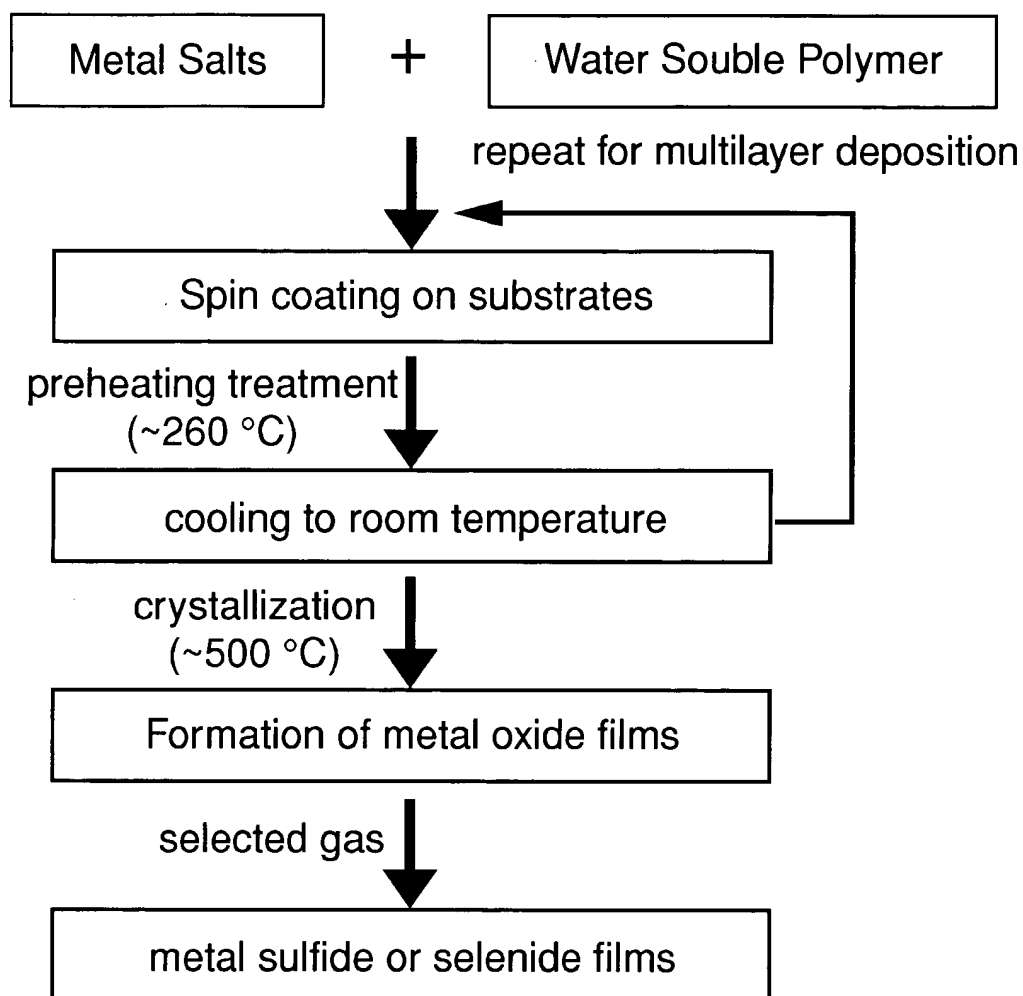 Metal Salts + Water Souble Polymer
repeat for multilayer deposition
Spin coating on substrates
preheating treatment
(~260 °C)
cooling to room temperature
crystallization
(~500 °C)
Formation of metal oxide films
selected gas
metal sulfide or selenide films